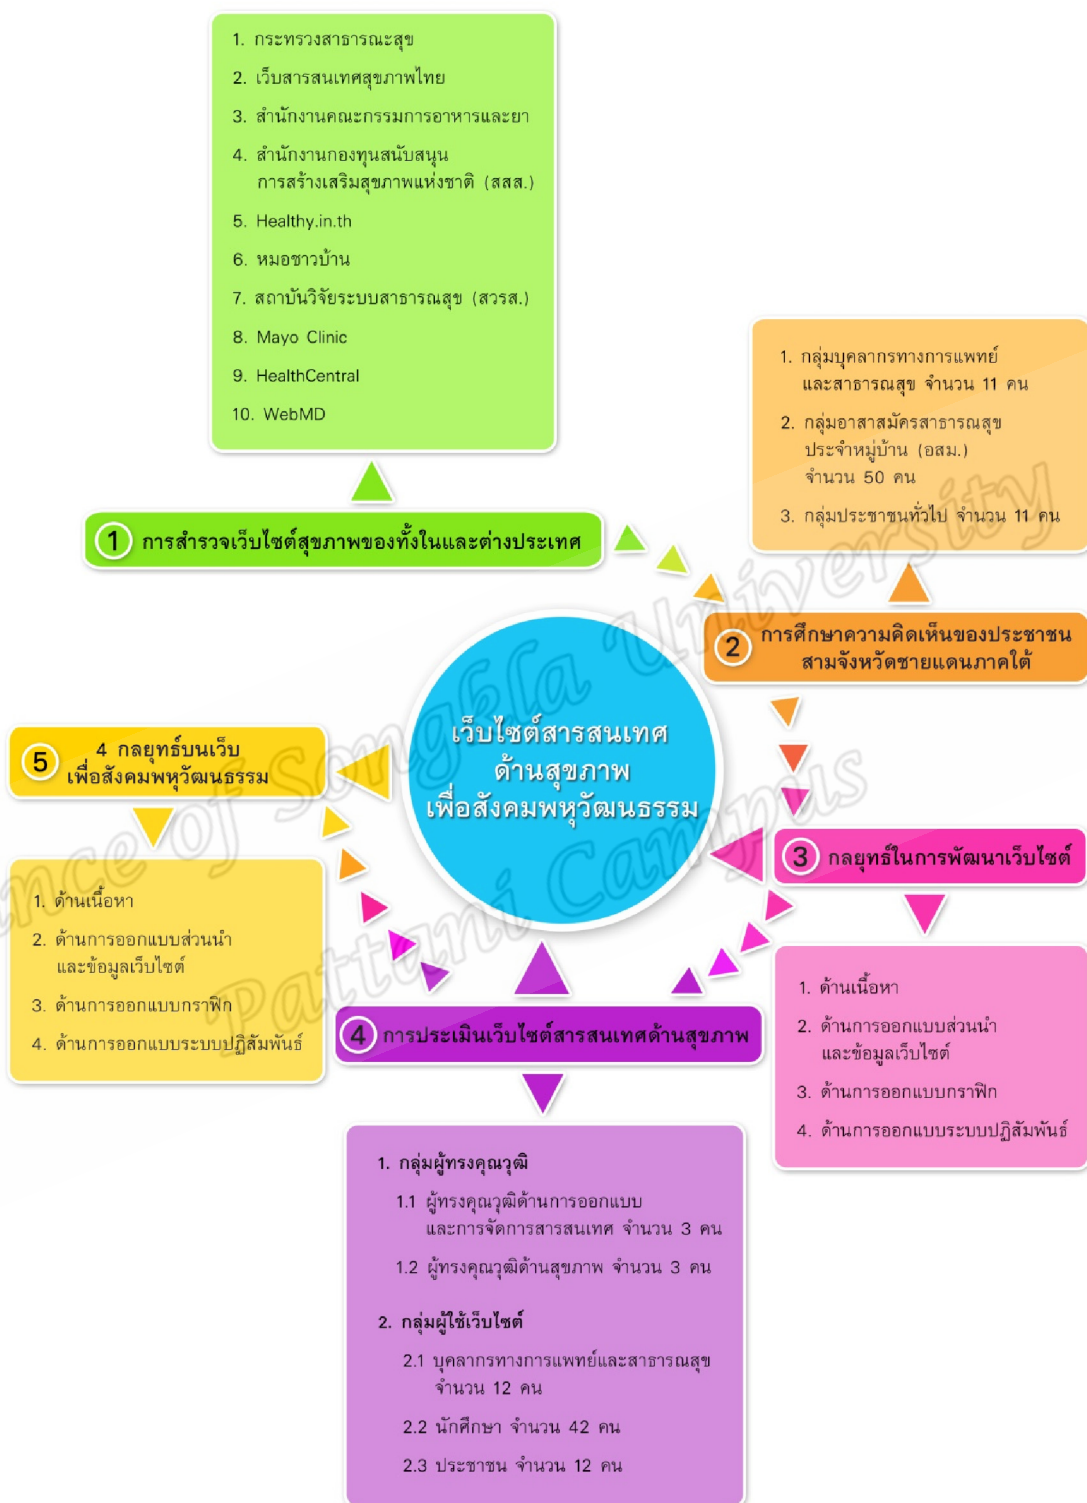 1. กระทรวงสาธารณะสุข
2. เว็บสารสนเทศสุขภาพไทย
3. สำนักงานคณะกรรมการอาหารและยา
4. สำนักงานกองทุนสนับสนุน
การสร้างเสริมสุขภาพแห่งชาติ (สสส.)
5. Healthy.in.th
6. หมอชาวบ้าน
7. สถาบันวิจัยระบบสาธารณสุข (สวรส.)
8. Mayo Clinic
9. HealthCentral
10. WebMD
1 การสำรวจเว็บไซต์สุขภาพของทั้งในและต่างประเทศ
1. กลุ่มบุคลากรทางการแพทย์
และสาธารณสุข จำนวน 11 คน
2. กลุ่มอาสาสมัครสาธารณสุข
ประจำหมู่บ้าน (อสม.)
จำนวน 50 คน
3. กลุ่มประชาชนทั่วไป จำนวน 11 คน
2 การศึกษาความคิดเห็นของประชาชน
สามจังหวัดชายแดนภาคใต้
เว็บไซต์สารสนเทศ
ด้านสุขภาพ
เพื่อสังคมพหุวัฒนธรรม
3 กลยุทธ์ในการพัฒนาเว็บไซต์
1. ด้านเนื้อหา
2. ด้านการออกแบบส่วนนำ
และข้อมูลเว็บไซต์
3. ด้านการออกแบบกราฟิก
4. ด้านการออกแบบระบบปฏิสัมพันธ์
4 การประเมินเว็บไซต์สารสนเทศด้านสุขภาพ
1. กลุ่มผู้ทรงคุณวุฒิ
1.1 ผู้ทรงคุณวุฒิด้านการออกแบบ
และการจัดการสารสนเทศ จำนวน 3 คน
1.2 ผู้ทรงคุณวุฒิด้านสุขภาพ จำนวน 3 คน
2. กลุ่มผู้ใช้เว็บไซต์
2.1 บุคลากรทางการแพทย์และสาธารณสุข
จำนวน 12 คน
2.2 นักศึกษา จำนวน 42 คน
2.3 ประชาชน จำนวน 12 คน
5 4 กลยุทธ์บนเว็บ
เพื่อสังคมพหุวัฒนธรรม
1. ด้านเนื้อหา
2. ด้านการออกแบบส่วนนำ
และข้อมูลเว็บไซต์
3. ด้านการออกแบบกราฟิก
4. ด้านการออกแบบระบบปฏิสัมพันธ์
of Songkla University
Pattani Campus